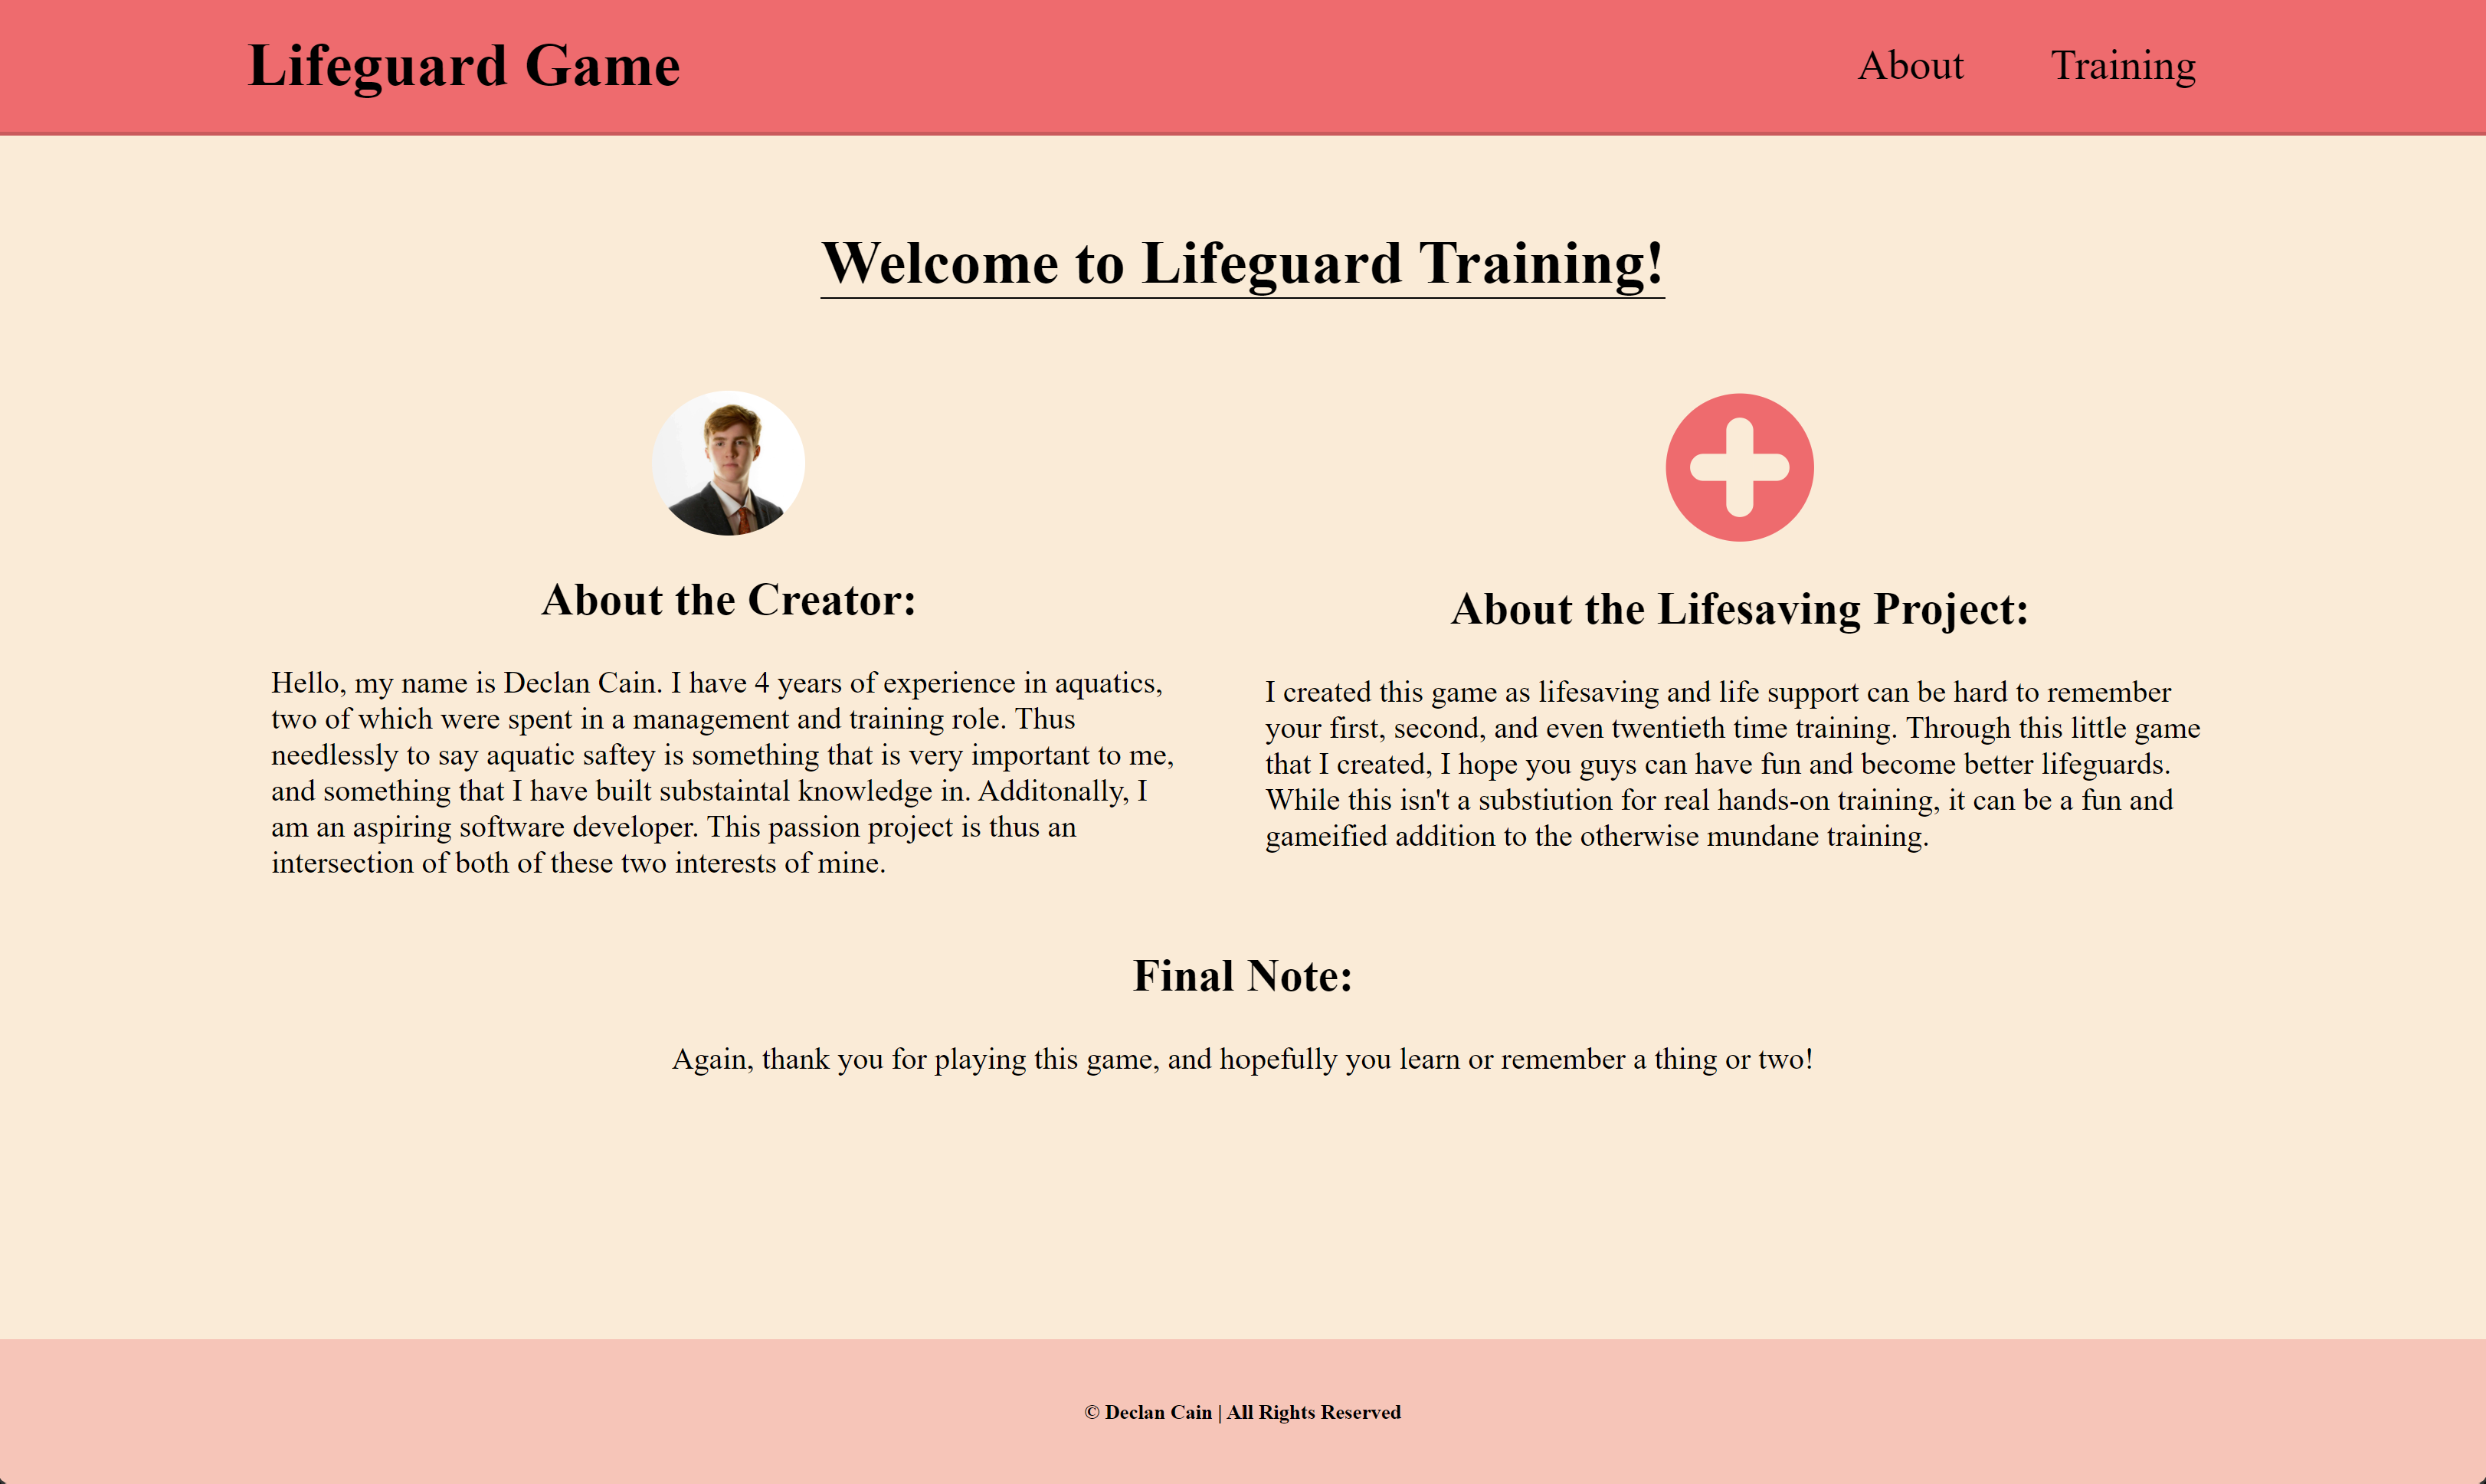 Lifeguard Game
About
Training
Welcome to Lifeguard Training!
About the Creator:
Hello, my name is Declan Cain. I have 4 years of experience in aquatics,
two of which were spent in a management and training role. Thus
needlessly to say aquatic saftey is something that is very important to me,
and something that I have built substaintal knowledge in. Additonally, I
am an aspiring software developer. This passion project is thus an
intersection of both of these two interests of mine.
About the Lifesaving Project:
I created this game as lifesaving and life support can be hard to remember
your first, second, and even twentieth time training. Through this little game
that I created, I hope you guys can have fun and become better lifeguards.
While this isn't a substiution for real hands-on training, it can be a fun and
gameified addition to the otherwise mundane training.
Final Note:
Again, thank you for playing this game, and hopefully you learn or remember a thing or two!
© Declan Cain | All Rights Reserved